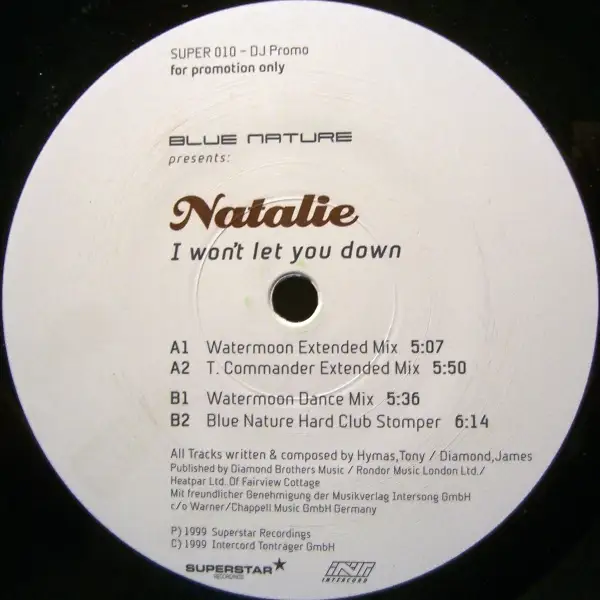 SUPER 010 - DJ Promo
for promotion only
BLUE NATURE
presents:
Natalie
I won't let you down
A1 Watermoon Extended Mix 5:07
A2 T. Commander Extended Mix 5:50
B1 Watermoon Dance Mix 5:36
B2 Blue Nature Hard Club Stomper 6:14
All Tracks written & composed by Hymas,Tony / Diamond,James
Published by Diamond Brothers Music / Rondor Music London Ltd./
Heatpar Ltd. Of Fairview Cottage
Mit freundlicher Genehmigung der Musikverlag Intersong GmbH
c/o Warner/Chappell Music GmbH Germany
P) 1999 Superstar Recordings
C) 1999 Intercord Tonträger GmbH
SUPERSTAR
RECORDINGS
INT
INTERCORD